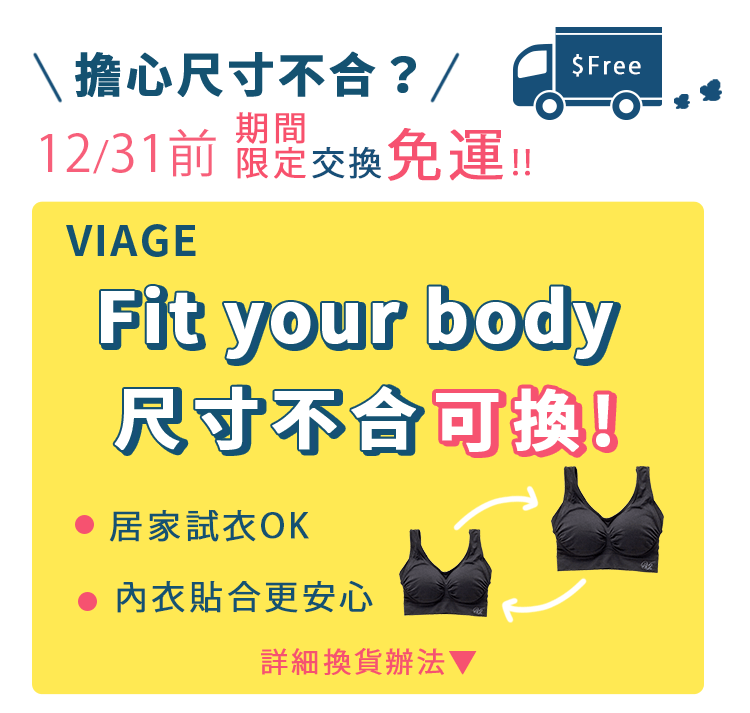 擔心尺寸不合？
$Free
12/31前 期間限定交換免運!!
VIAGE
Fit your body
尺寸不合可換!
居家試衣OK
內衣貼合更安心
詳細換貨辦法▼